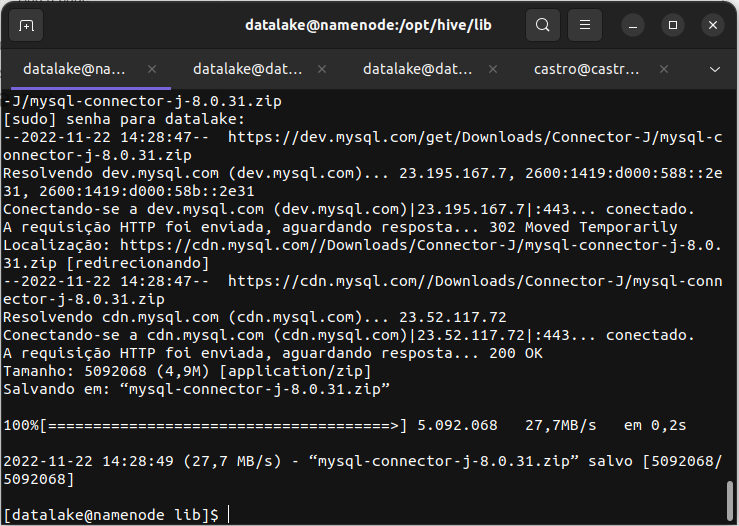 datalake@namenode:/opt/hive/lib
datalake@na...
datalake@dat...
datalake@dat...
castro@castr...
-J/mysql-connector-j-8.0.31.zip
[sudo] senha para datalake:
--2022-11-22 14:28:47--  https://dev.mysql.com/get/Downloads/Connector-J/mysql-c
onnector-j-8.0.31.zip
Resolvendo dev.mysql.com (dev.mysql.com)... 23.195.167.7, 2600:1419:d000:588::2e
31, 2600:1419:d000:58b::2e31
Conectando-se a dev.mysql.com (dev.mysql.com)|23.195.167.7|:443... conectado.
A requisição HTTP foi enviada, aguardando resposta... 302 Moved Temporarily
Localização: https://cdn.mysql.com//Downloads/Connector-J/mysql-connector-j-8.0.
31.zip [redirecionando]
--2022-11-22 14:28:47--  https://cdn.mysql.com//Downloads/Connector-J/mysql-conn
ector-j-8.0.31.zip
Resolvendo cdn.mysql.com (cdn.mysql.com)... 23.52.117.72
Conectando-se a cdn.mysql.com (cdn.mysql.com)|23.52.117.72|:443... conectado.
A requisição HTTP foi enviada, aguardando resposta... 200 OK
Tamanho: 5092068 (4,9M) [application/zip]
Salvando em: “mysql-connector-j-8.0.31.zip”
100%[======================================>] 5.092.068   27,7MB/s   em 0,2s
2022-11-22 14:28:49 (27,7 MB/s) - “mysql-connector-j-8.0.31.zip” salvo [5092068/
5092068]
[datalake@namenode lib]$